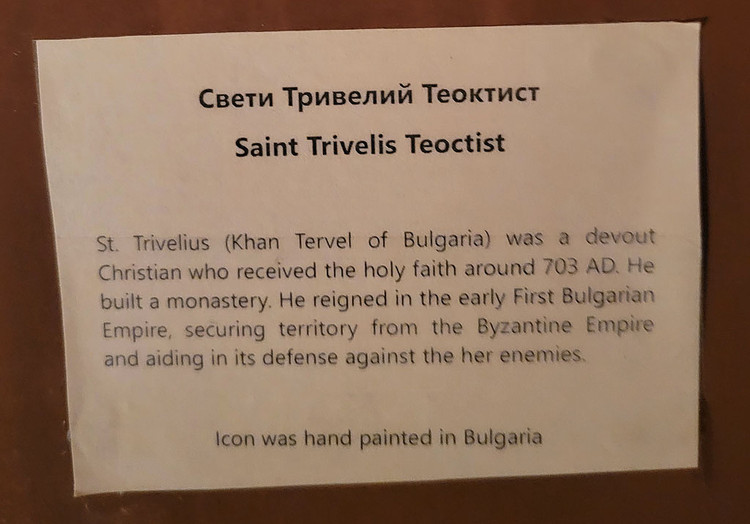 Свети Тривелий Теоктист
Saint Trivelis Teoctist
St. Trivelius (Khan Tervel of Bulgaria) was a devout
Christian who received the holy faith around 703 AD. He
built a monastery. He reigned in the early First Bulgarian
Empire, securing territory from the Byzantine Empire
and aiding in its defense against the her enemies.
Icon was hand painted in Bulgaria